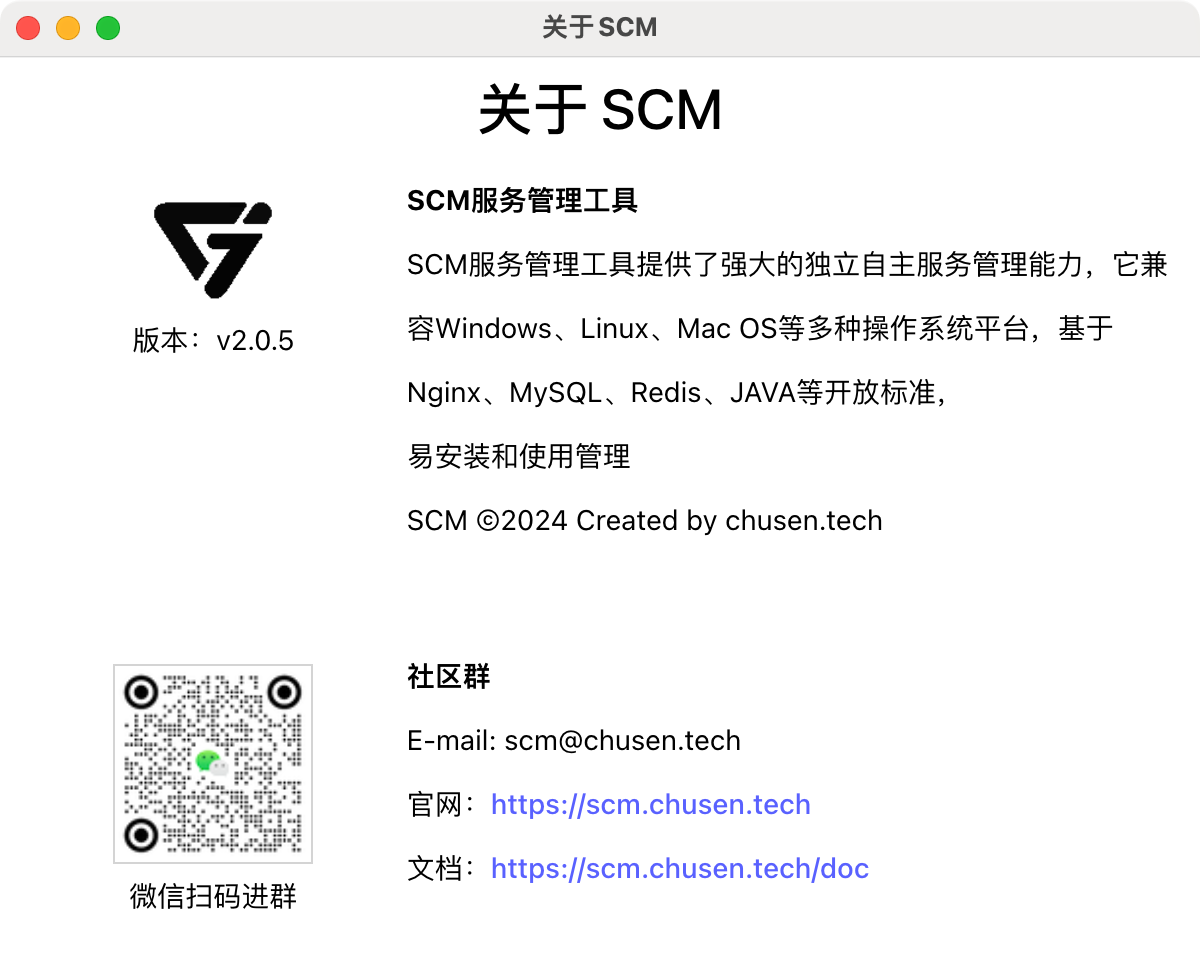 关于 SCM
关于 SCM
版本：v2.0.5
SCM服务管理工具
SCM服务管理工具提供了强大的独立自主服务管理能力，它兼
容Windows、Linux、Mac OS等多种操作系统平台，基于
Nginx、MySQL、Redis、JAVA等开放标准，
易安装和使用管理
SCM ©2024 Created by chusen.tech
微信扫码进群
社区群
E-mail: scm@chusen.tech
官网：https://scm.chusen.tech
文档：https://scm.chusen.tech/doc